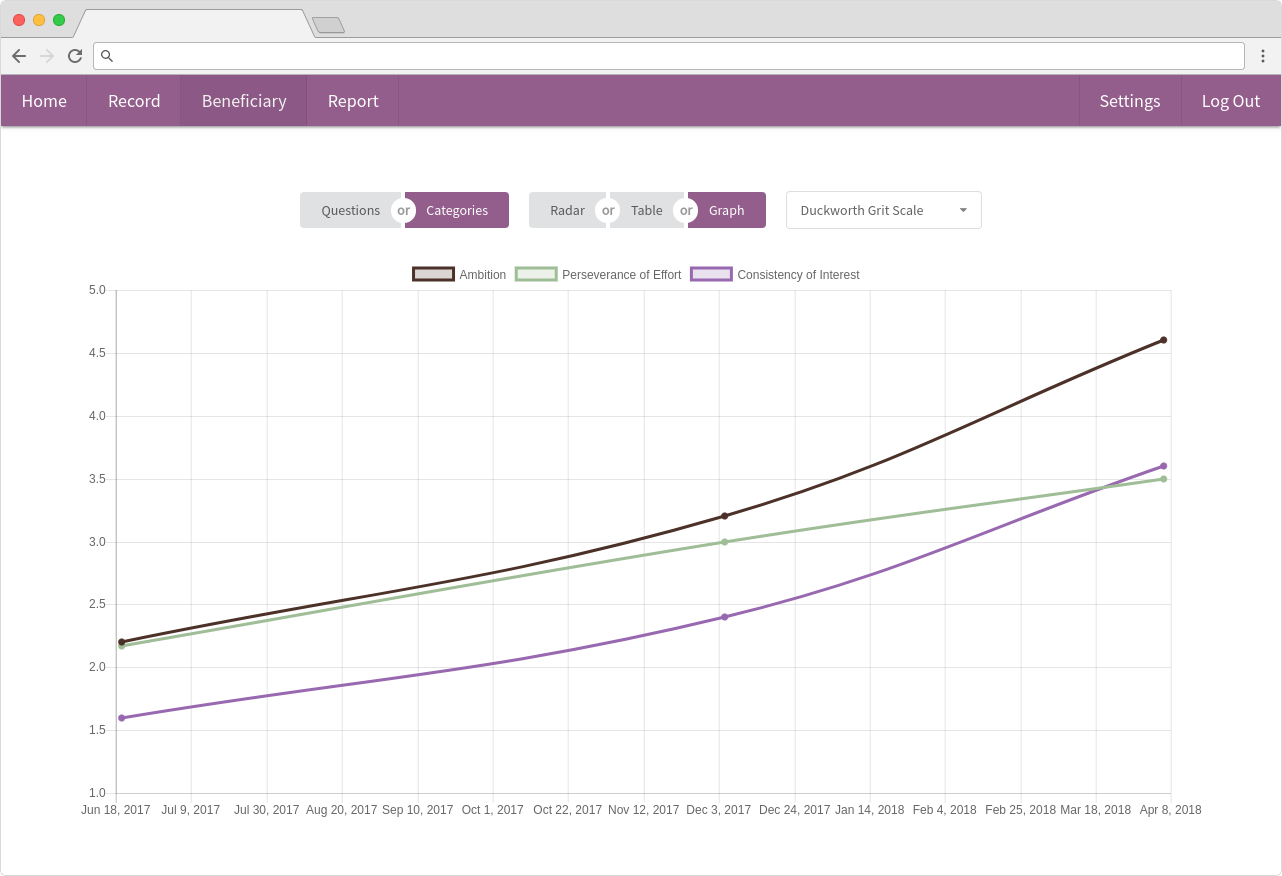 Home Record Beneficiary Report Settings Log Out
Questions or Categories Radar or Table or Graph Duckworth Grit Scale
Ambition Perseverance of Effort Consistency of Interest
5.0
4.5
4.0
3.5
3.0
2.5
2.0
1.5
1.0
Jun 18, 2017 Jul 9, 2017 Jul 30, 2017 Aug 20, 2017 Sep 10, 2017 Oct 1, 2017 Oct 22, 2017 Nov 12, 2017 Dec 3, 2017 Dec 24, 2017 Jan 14, 2018 Feb 4, 2018 Feb 25, 2018 Mar 18, 2018 Apr 8, 2018